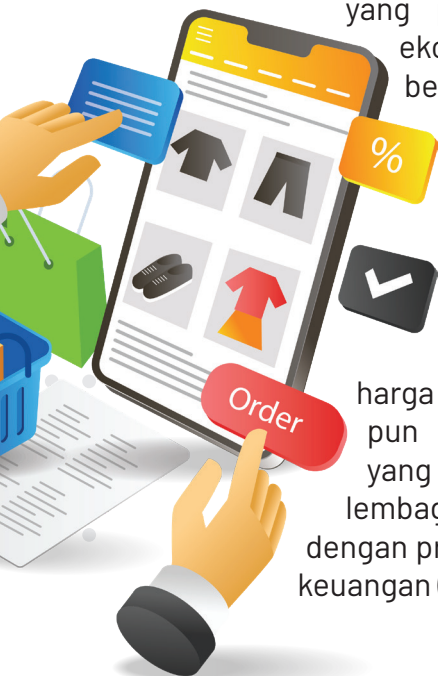 yang
eko
be
%
Order
harga
pun
yang
lembag
dengan pr
keuangan (